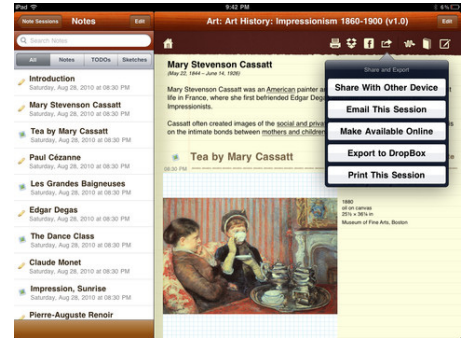 iPad
9:42 PM
6%
Note Sessions
Notes
Edit
Art: Art History: Impressionism 1860-1900 (v1.0)
Edit
Search Notes
All
Notes
TODOs
Sketches
Introduction
Saturday, Aug 28, 2010 at 08:30 PM
Mary Stevenson Cassatt
Saturday, Aug 28, 2010 at 08:30 PM
Tea by Mary Cassatt
Saturday, Aug 28, 2010 at 08:30 PM
Paul Cézanne
Saturday, Aug 28, 2010 at 08:30 PM
Les Grandes Baigneuses
Saturday, Aug 28, 2010 at 08:30 PM
Edgar Degas
Saturday, Aug 28, 2010 at 08:30 PM
The Dance Class
Saturday, Aug 28, 2010 at 08:30 PM
Claude Monet
Saturday, Aug 28, 2010 at 08:30 PM
Impression, Sunrise
Saturday, Aug 28, 2010 at 08:30 PM
Pierre-Auguste Renoir
Mary Stevenson Cassatt
(May 22, 1844 – June 14, 1926)
Mary Stevenson Cassatt was an American painter
life in France, where she first befriended Edgar
Impressionists.
Cassatt often created images of the social and
on the intimate bonds between mothers and
Tea by Mary Cassatt
08:30 PM
1880
oil on canvas
25½ x 36¼ in
Museum of Fine Arts, Boston
Share and Export
Share With Other Device
Email This Session
Make Available Online
Export to DropBox
Print This Session